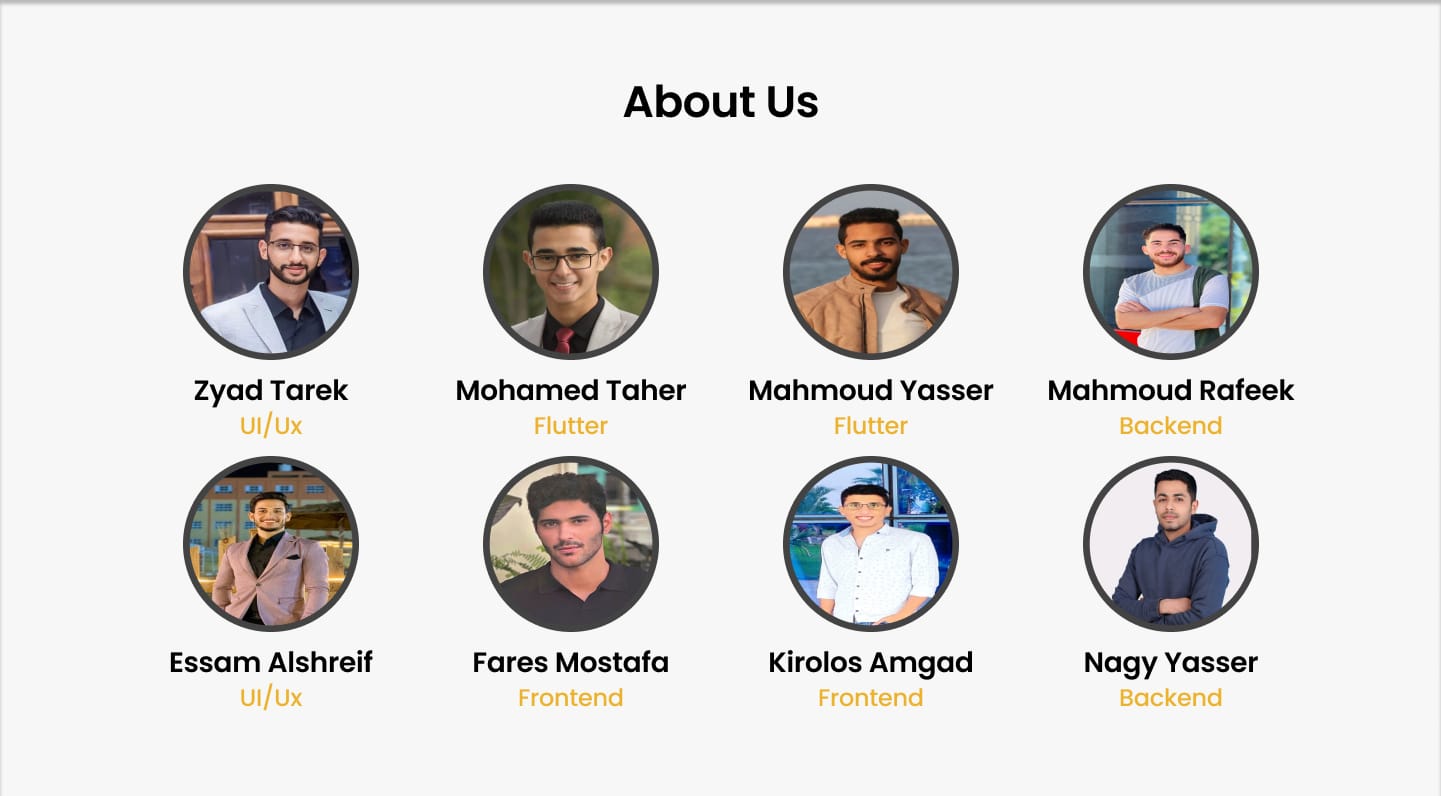 About Us
Zyad Tarek
UI/Ux
Mohamed Taher
Flutter
Mahmoud Yasser
Flutter
Mahmoud Rafeek
Backend
Essam Alshreif
UI/Ux
Fares Mostafa
Frontend
Kirolos Amgad
Frontend
Nagy Yasser
Backend